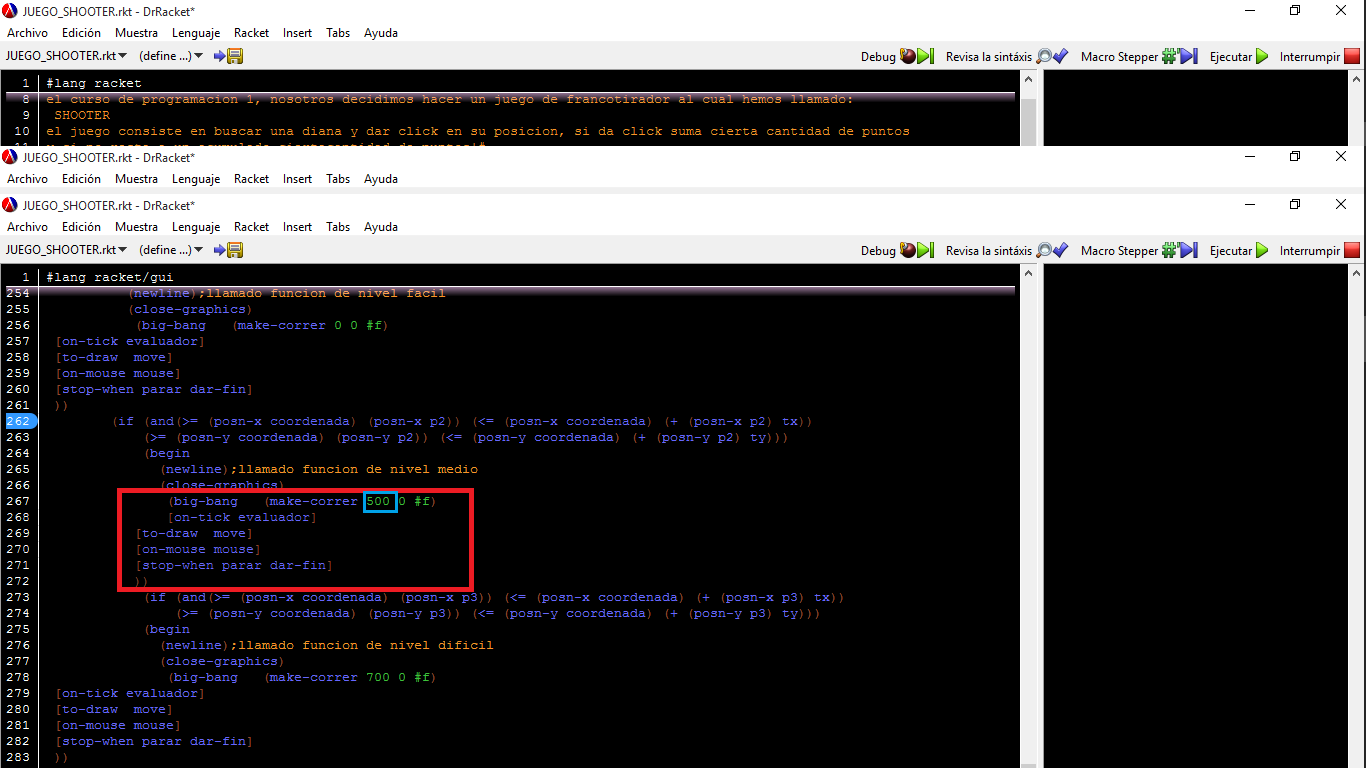 JUEGO_SHOOTER.rkt - DrRacket*
Archivo Edición Muestra Lenguaje Racket Insert Tabs Ayuda
JUEGO_SHOOTER.rkt (define ...) Debug Revisa la sintáxis Macro Stepper Ejecutar Interrumpir
1 #lang racket
8 el curso de programacion 1, nosotros decidimos hacer un juego de francotirador al cual hemos llamado:
9 SHOOTER
10 el juego consiste en buscar una diana y dar click en su posicion, si da click suma cierta cantidad de puntos
JUEGO_SHOOTER.rkt - DrRacket*
Archivo Edición Muestra Lenguaje Racket Insert Tabs Ayuda
JUEGO_SHOOTER.rkt - DrRacket*
Archivo Edición Muestra Lenguaje Racket Insert Tabs Ayuda
JUEGO_SHOOTER.rkt (define ...) Debug Revisa la sintáxis Macro Stepper Ejecutar Interrumpir
1 #lang racket/gui
254 (newline);llamado funcion de nivel facil
255 (close-graphics)
256 (big-bang (make-correr 0 0 #f)
257 [on-tick evaluador]
258 [to-draw move]
259 [on-mouse mouse]
260 [stop-when parar dar-fin]
261 ))
262 (if (and(>= (posn-x coordenada) (posn-x p2)) (<= (posn-x coordenada) (+ (posn-x p2) tx))
263 (>= (posn-y coordenada) (posn-y p2)) (<= (posn-y coordenada) (+ (posn-y p2) ty)))
264 (begin
265 (newline);llamado funcion de nivel medio
266 (close-graphics)
267 (big-bang (make-correr 500 0 #f)
268 [on-tick evaluador]
269 [to-draw move]
270 [on-mouse mouse]
271 [stop-when parar dar-fin]
272 ))
273 (if (and(>= (posn-x coordenada) (posn-x p3)) (<= (posn-x coordenada) (+ (posn-x p3) tx))
274 (>= (posn-y coordenada) (posn-y p3)) (<= (posn-y coordenada) (+ (posn-y p3) ty)))
275 (begin
276 (newline);llamado funcion de nivel dificil
277 (close-graphics)
278 (big-bang (make-correr 700 0 #f)
279 [on-tick evaluador]
280 [to-draw move]
281 [on-mouse mouse]
282 [stop-when parar dar-fin]
283 ))